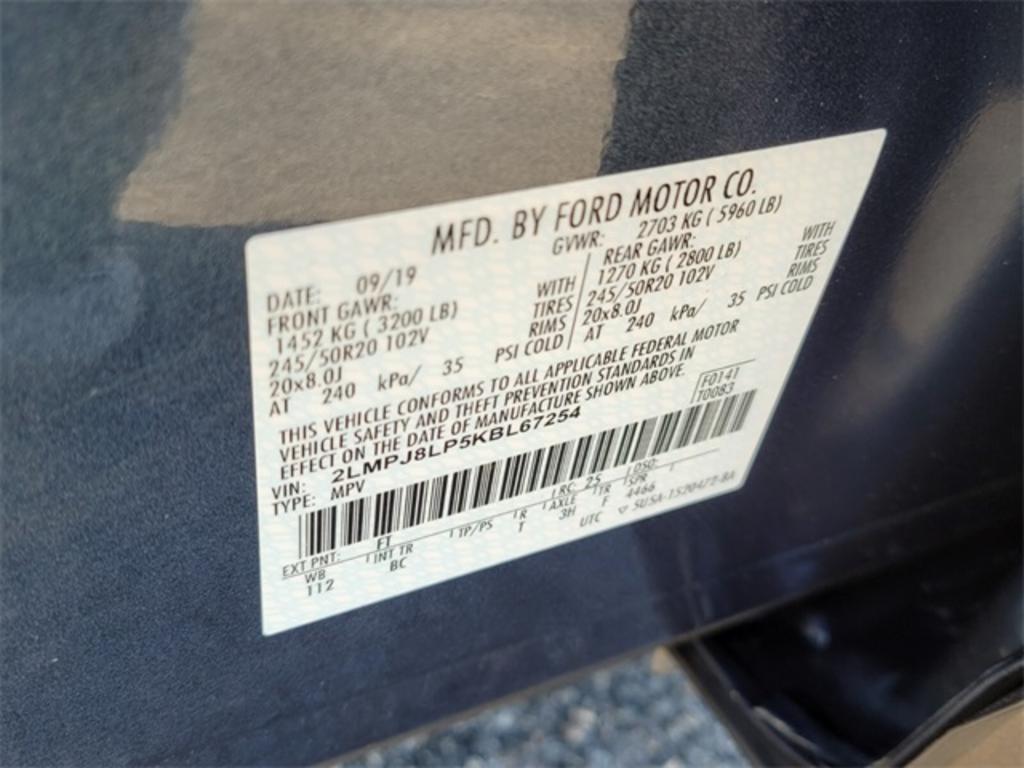 MFD. BY FORD MOTOR CO.
DATE: 09/19 GVWR: 2703 KG ( 5960 LB)
FRONT GAWR: REAR GAWR:
1452 KG ( 3200 LB) WITH 1270 KG ( 2800 LB) WITH
245/50R20 102V TIRES 245/50R20 102V TIRES
20x8.0J RIMS 20x8.0J RIMS
AT 240 kPa/ 35 PSI COLD AT 240 kPa/ 35 PSI COLD
THIS VEHICLE CONFORMS TO ALL APPLICABLE FEDERAL MOTOR
VEHICLE SAFETY AND THEFT PREVENTION STANDARDS IN
EFFECT ON THE DATE OF MANUFACTURE SHOWN ABOVE.
F0141
T0083
VIN: 2LMPJ8LP5KBL67254
TYPE: MPV
EXT PNT: FT RC: 25 DSO:
WB INT TR TP/PS R AXLE TR SPR
112 BC T 3H F 4466
UTC